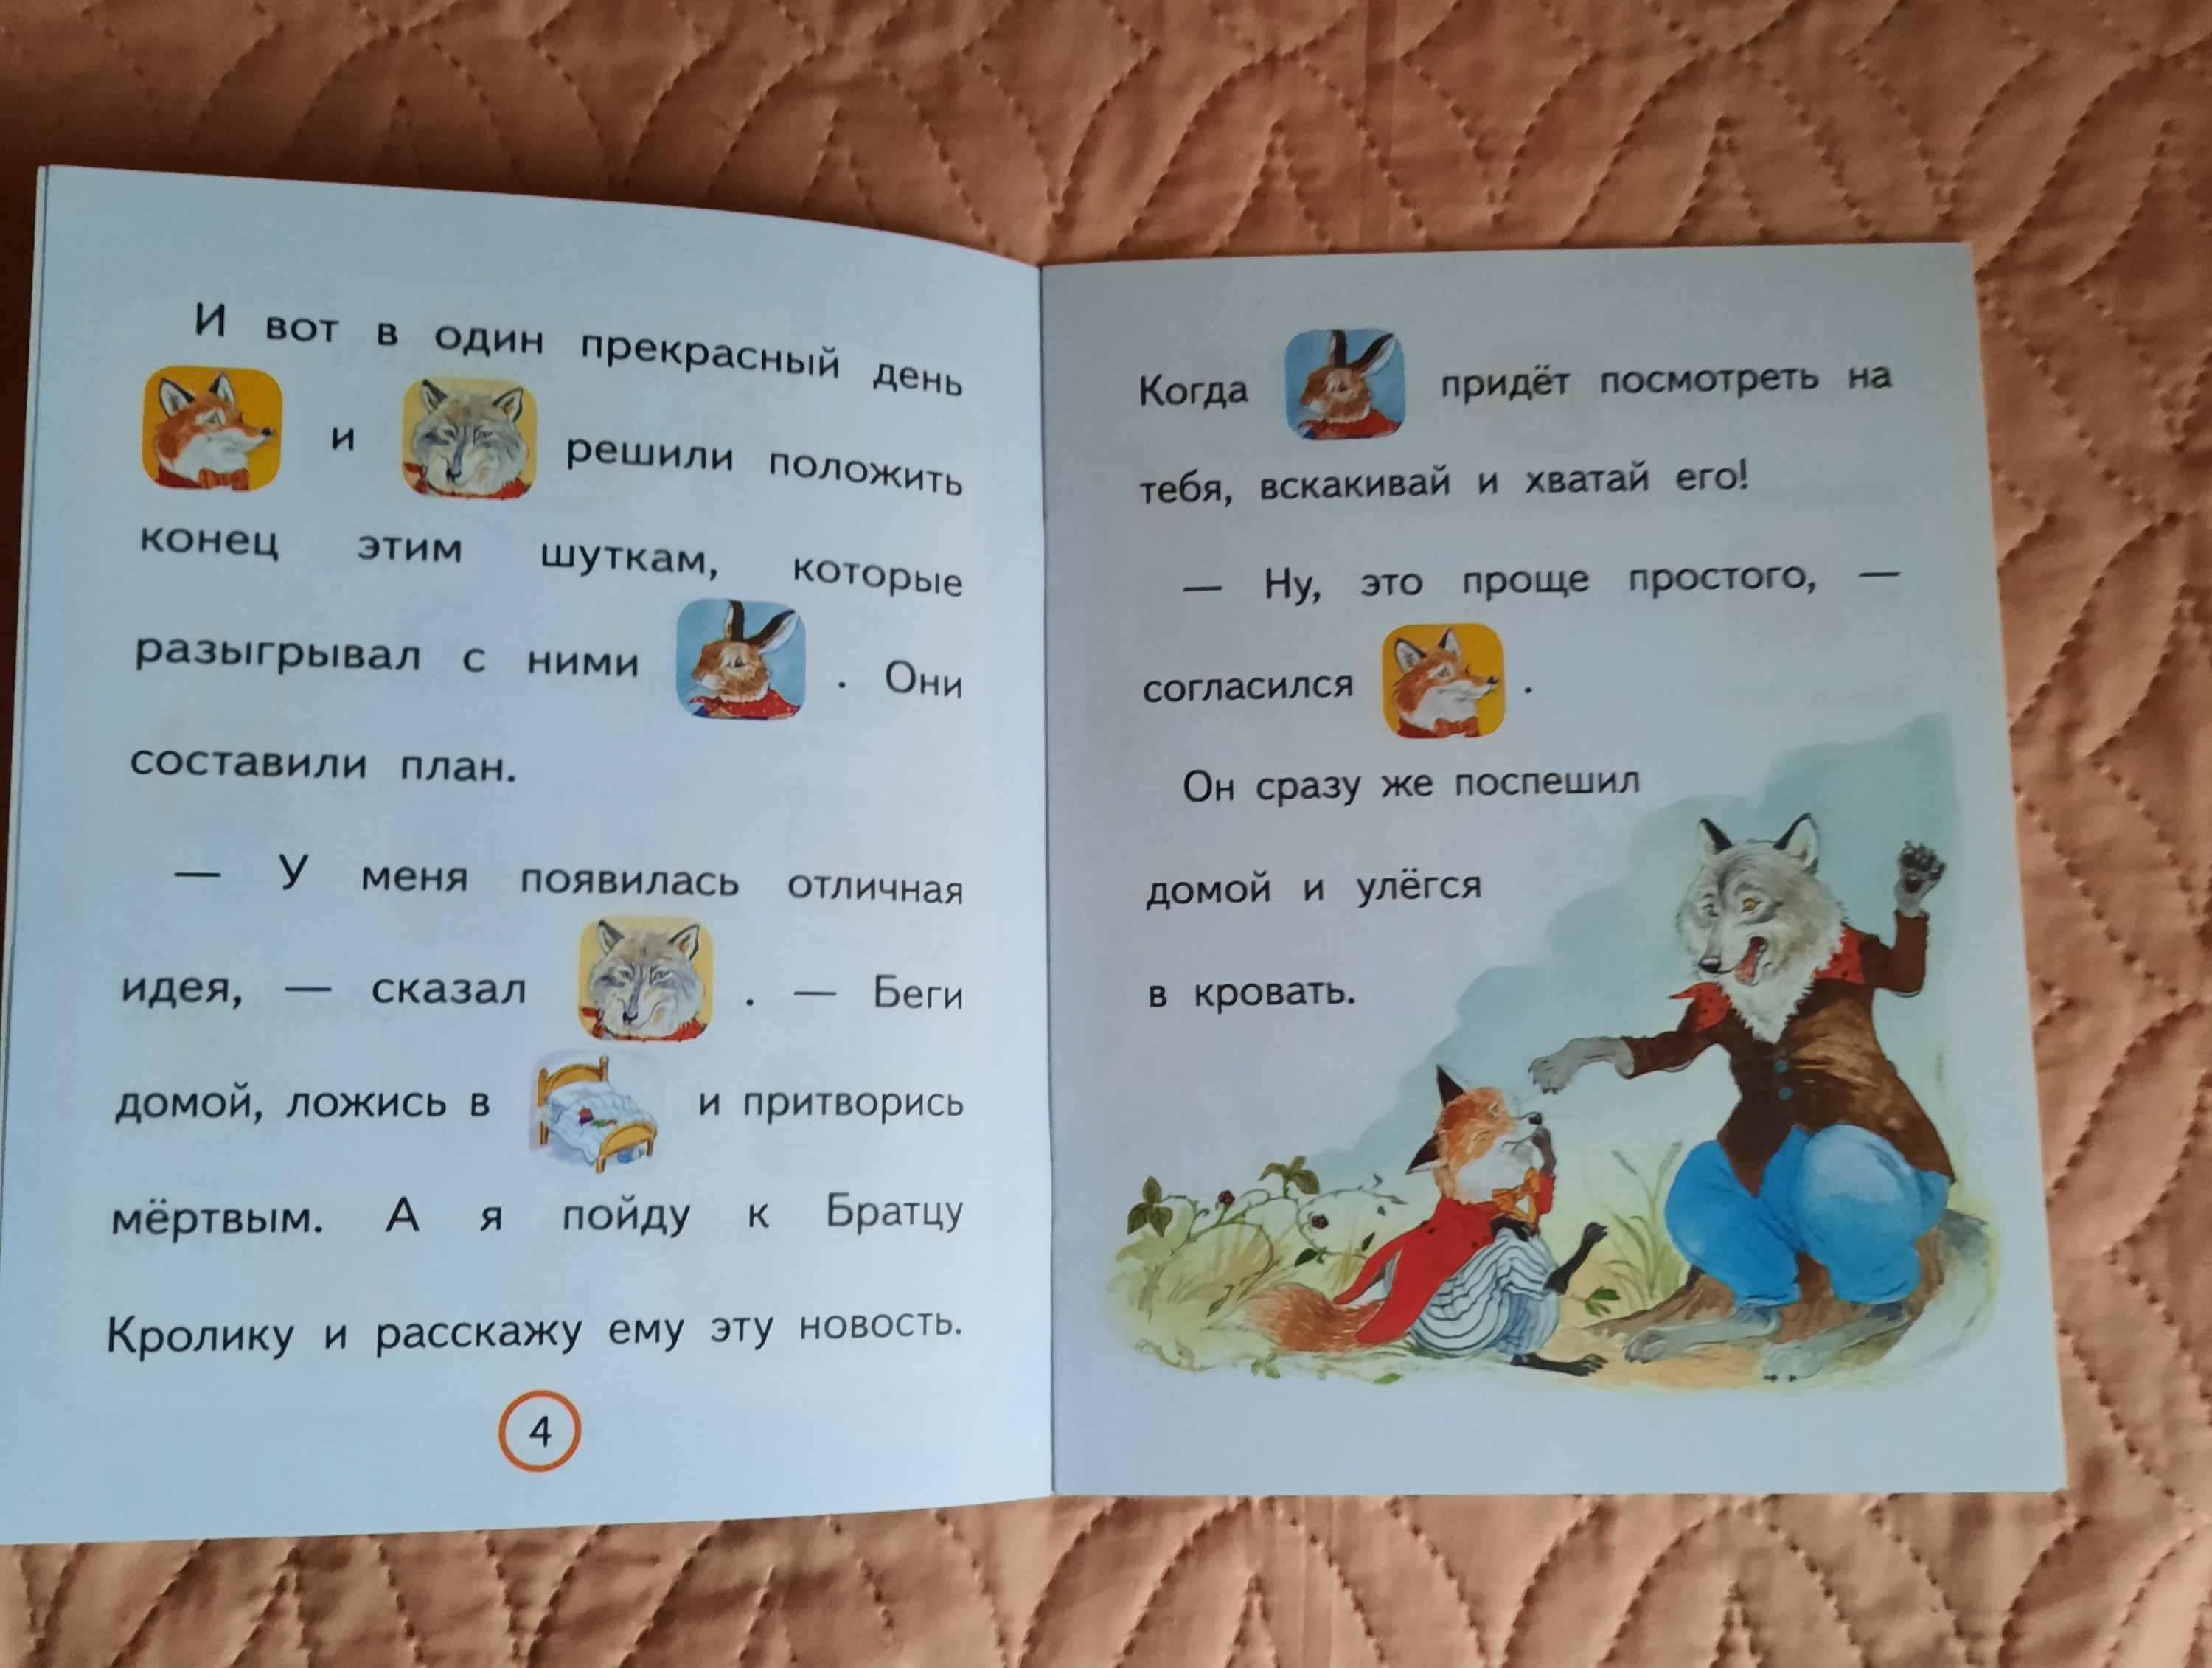 И вот в один прекрасный день
и решили положить
конец этим шуткам, которые
разыгрывал с ними . Они
составили план.
— У меня появилась отличная
идея, — сказал . — Беги
домой, ложись в и притворись
мёртвым. А я пойду к Братцу
Кролику и расскажу ему эту новость.
4
Когда придёт посмотреть на
тебя, вскакивай и хватай его!
— Ну, это проще простого, —
согласился .
Он сразу же поспешил
домой и улёгся
в кровать.